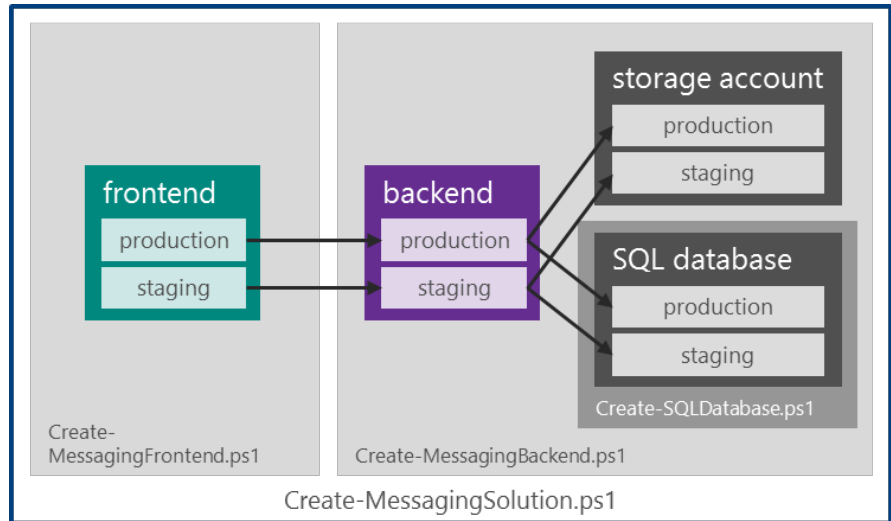 frontend
production
staging
Create-
MessagingFrontend.ps1
backend
production
staging
storage account
production
staging
SQL database
production
staging
Create-SQLDatabase.ps1
Create-MessagingBackend.ps1
Create-MessagingSolution.ps1